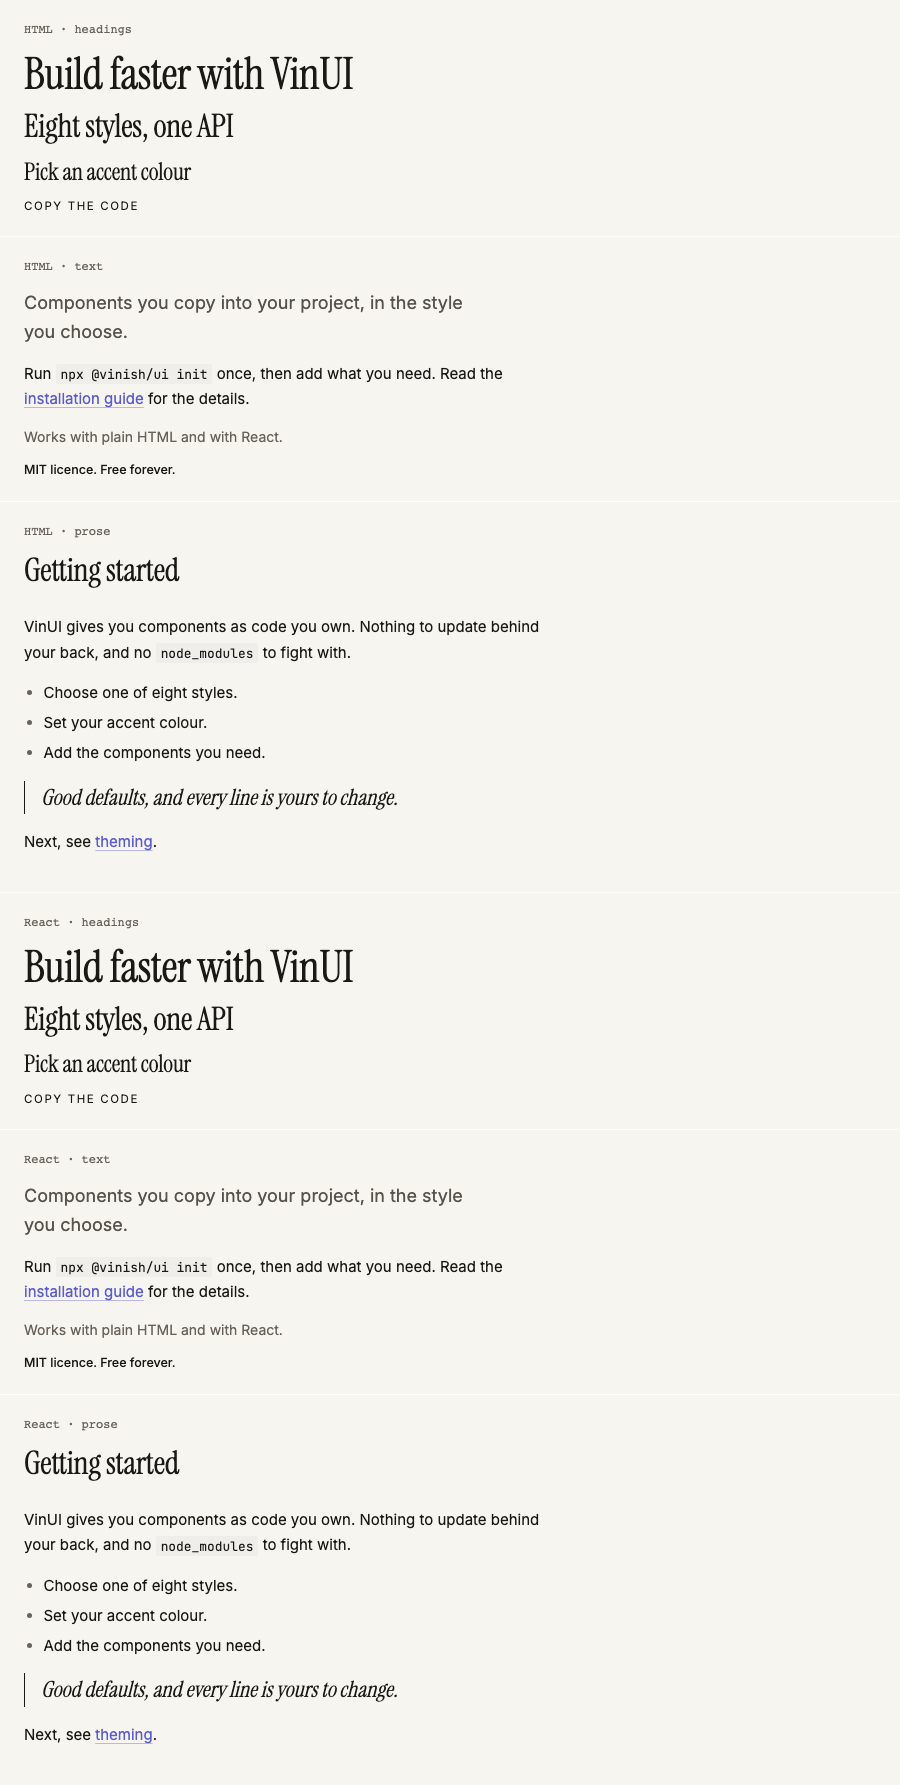 HTML · headings
Build faster with VinUI
Eight styles, one API
Pick an accent colour
COPY THE CODE
HTML · text
Components you copy into your project, in the style
you choose.
Run npx @vinish/ui init once, then add what you need. Read the
installation guide for the details.
Works with plain HTML and with React.
MIT licence. Free forever.
HTML · prose
Getting started
VinUI gives you components as code you own. Nothing to update behind
your back, and no node_modules to fight with.
• Choose one of eight styles.
• Set your accent colour.
• Add the components you need.
Good defaults, and every line is yours to change.
Next, see theming.
React · headings
Build faster with VinUI
Eight styles, one API
Pick an accent colour
COPY THE CODE
React · text
Components you copy into your project, in the style
you choose.
Run npx @vinish/ui init once, then add what you need. Read the
installation guide for the details.
Works with plain HTML and with React.
MIT licence. Free forever.
React · prose
Getting started
VinUI gives you components as code you own. Nothing to update behind
your back, and no node_modules to fight with.
• Choose one of eight styles.
• Set your accent colour.
• Add the components you need.
Good defaults, and every line is yours to change.
Next, see theming.